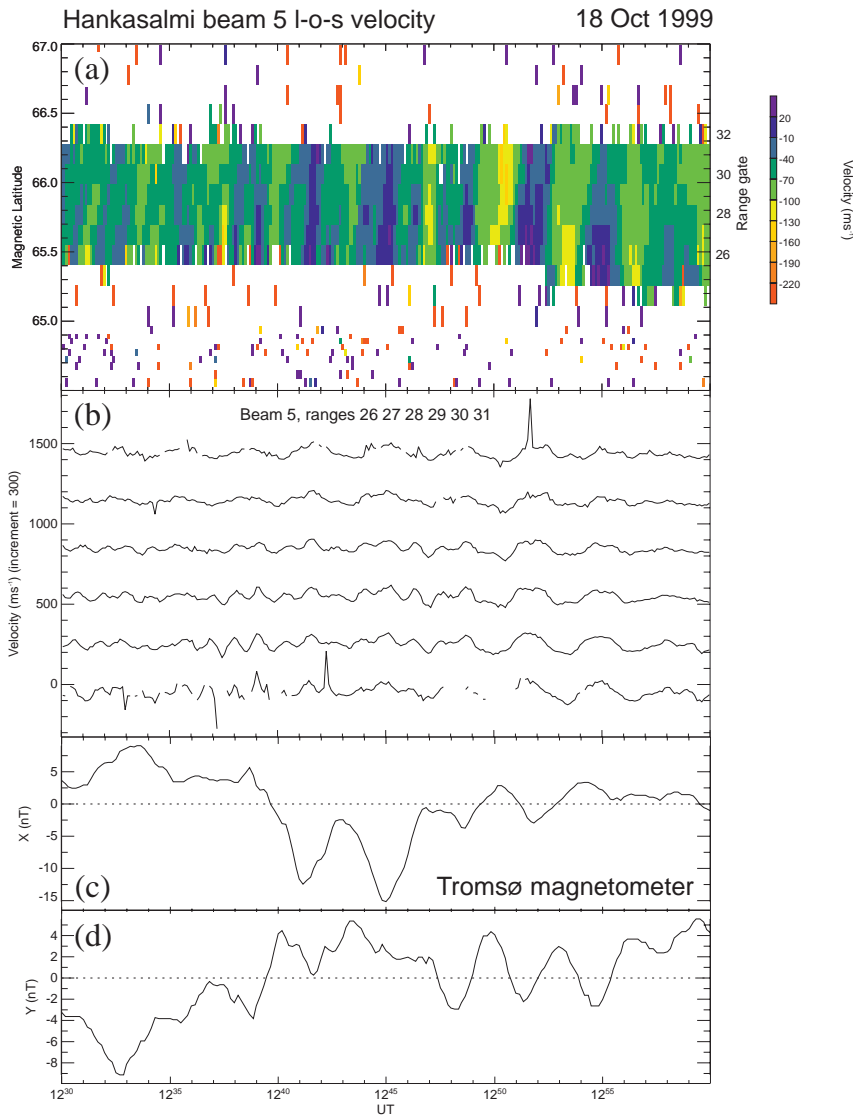 Hankasalmi beam 5 l-o-s velocity 18 Oct 1999
(a)
67.0
66.5
66.0
65.5
65.0
Magnetic Latitude
32
30
28
26
Range gate
20
-10
-40
-70
-100
-130
-160
-190
-220
Velocity (ms⁻¹)
(b)
Beam 5, ranges 26 27 28 29 30 31
1500
1000
500
0
Velocity (ms⁻¹) (increment = 300)
(c)
5
0
-5
-10
-15
X (nT)
Tromsø magnetometer
(d)
4
2
0
-2
-4
-6
-8
Y (nT)
12³⁰ 12³⁵ 12⁴⁰ 12⁴⁵ 12⁵⁰ 12⁵⁵
UT